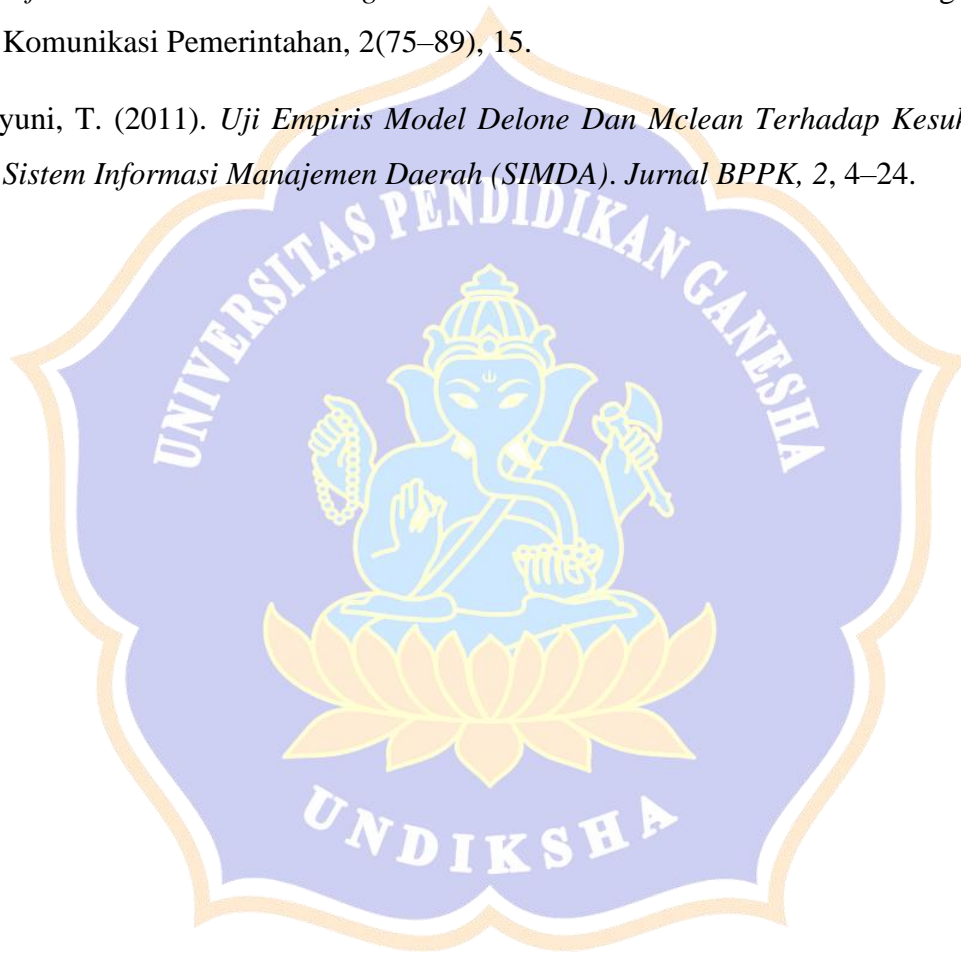 Komunikasi Pemerintahan, 2(75–89), 15.
yuni, T. (2011). Uji Empiris Model Delone Dan Mclean Terhadap Kesuk
Sistem Informasi Manajemen Daerah (SIMDA). Jurnal BPPK, 2, 4–24.
UNIVERSITAS PENDIDIKAN GANESHA
UNDIKSHA